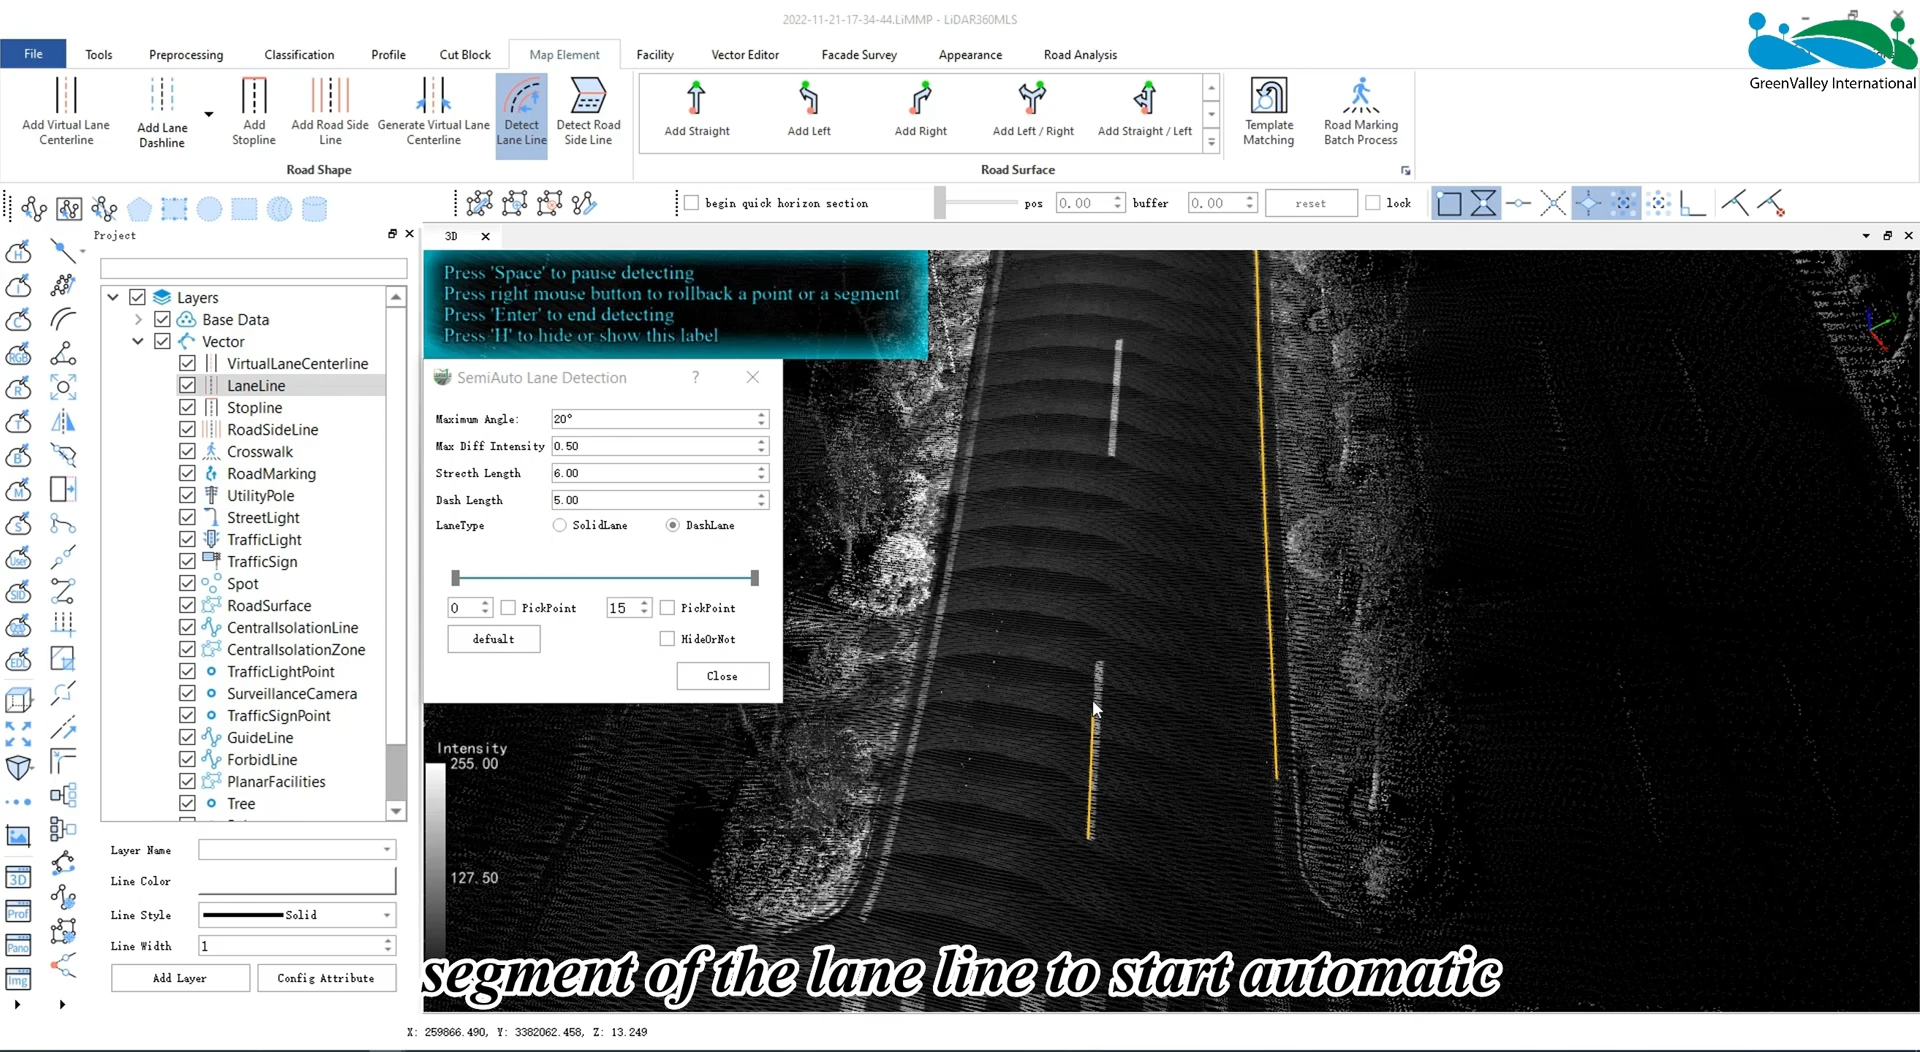 2022-11-21-17-34-44.LiMMP - LiDAR360MLS
GreenValley International
File Tools Preprocessing Classification Profile Cut Block Map Element Facility Vector Editor Facade Survey Appearance Road Analysis
Add Virtual Lane Centerline
Add Lane Dashline
Add Stopline
Add Road Side Line
Generate Virtual Lane Centerline
Detect Lane Line
Detect Road Side Line
Add Straight
Add Left
Add Right
Add Left / Right
Add Straight / Left
Template Matching
Road Marking Batch Process
Road Shape
Road Surface
begin quick horizon section pos 0.00 buffer 0.00 reset lock
Project
3D
Layers
Base Data
Vector
VirtualLaneCenterline
LaneLine
Stopline
RoadSideLine
Crosswalk
RoadMarking
UtilityPole
StreetLight
TrafficLight
TrafficSign
Spot
RoadSurface
CentralIsolationLine
CentralIsolationZone
TrafficLightPoint
SurveillanceCamera
TrafficSignPoint
GuideLine
ForbidLine
PlanarFacilities
Tree
Layer Name
Line Color
Line Style Solid
Line Width 1
Add Layer Config Attribute
Press 'Space' to pause detecting
Press right mouse button to rollback a point or a segment
Press 'Enter' to end detecting
Press 'H' to hide or show this label
SemiAuto Lane Detection ?
Maximum Angle: 20°
Max Diff Intensity 0.50
Strecth Length 6.00
Dash Length 5.00
LaneType SolidLane DashLane
0 PickPoint 15 PickPoint
defualt HideOrNot
Close
Intensity
255.00
127.50
segment of the lane line to start automatic
X: 259866.490, Y: 3382062.458, Z: 13.249